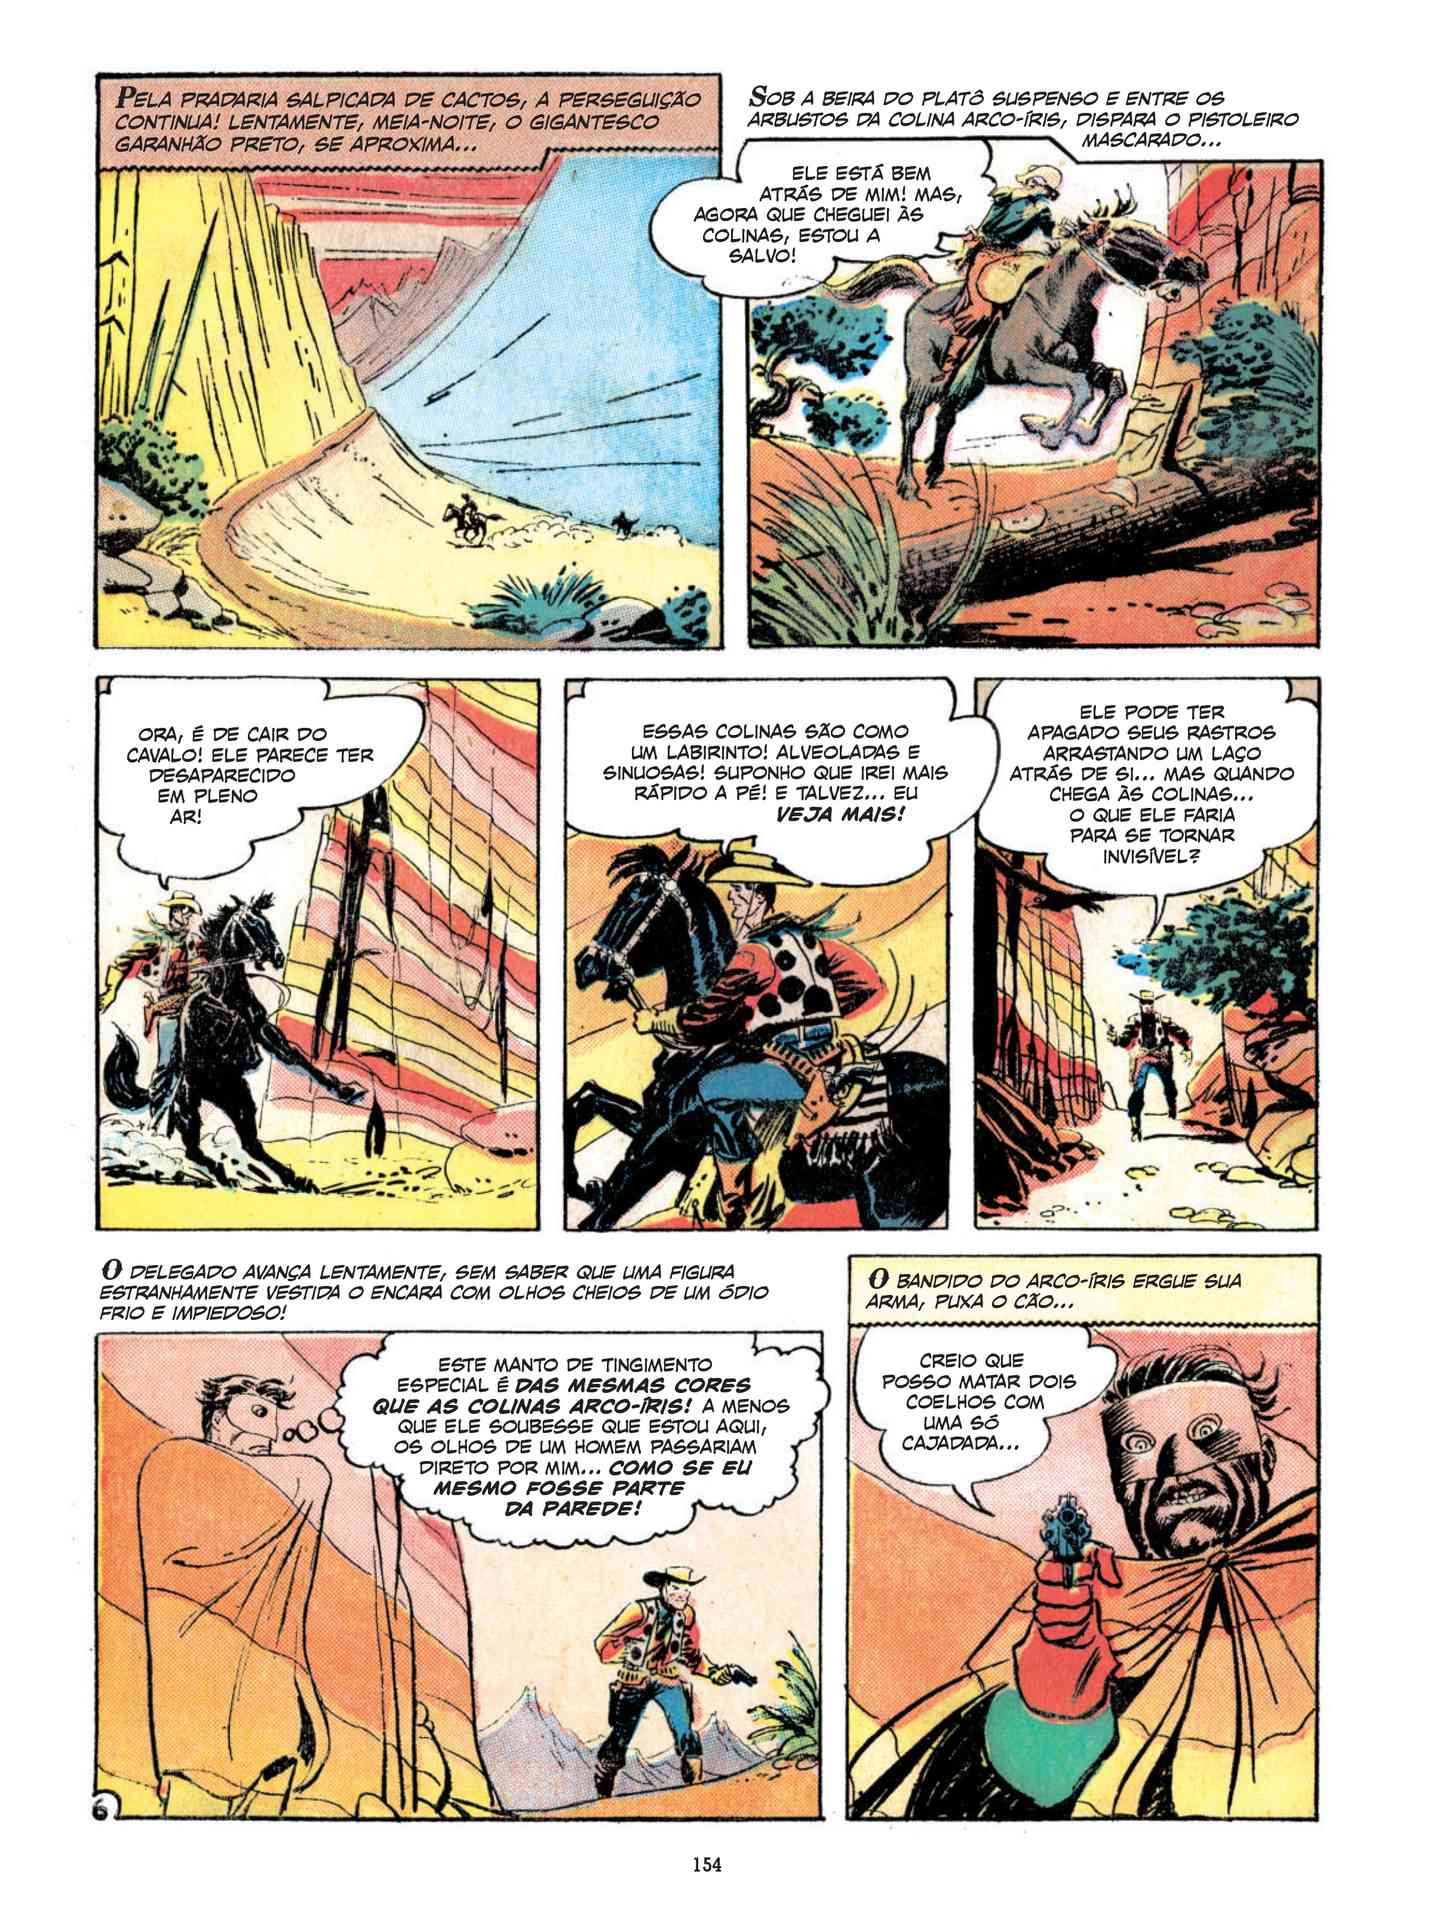 PELA PRADARIA SALPICADA DE CACTOS, A PERSEGUIÇÃO
CONTINUA! LENTAMENTE, MEIA-NOITE, O GIGANTESCO
GARANHÃO PRETO, SE APROXIMA...
SOB A BEIRA DO PLATÔ SUSPENSO E ENTRE OS
ARBUSTOS DA COLINA ARCO-ÍRIS, DISPARA O PISTOLEIRO
MASCARADO...
ELE ESTÁ BEM
ATRÁS DE MIM! MAS,
AGORA QUE CHEGUEI ÀS
COLINAS, ESTOU A
SALVO!
ORA, É DE CAIR DO
CAVALO! ELE PARECE TER
DESAPARECIDO
EM PLENO
AR!
ESSAS COLINAS SÃO COMO
UM LABIRINTO! ALVEOLADAS E
SINUOSAS! SUPONHO QUE IREI MAIS
RÁPIDO A PÉ! E TALVEZ... EU
VEJA MAIS!
ELE PODE TER
APAGADO SEUS RASTROS
ARRASTANDO UM LAÇO
ATRÁS DE SI... MAS QUANDO
CHEGA ÀS COLINAS...
O QUE ELE FARIA
PARA SE TORNAR
INVISÍVEL?
O DELEGADO AVANÇA LENTAMENTE, SEM SABER QUE UMA FIGURA
ESTRANHAMENTE VESTIDA O ENCARA COM OLHOS CHEIOS DE UM ÓDIO
FRIO E IMPIEDOSO!
ESTE MANTO DE TINGIMENTO
ESPECIAL É DAS MESMAS CORES
QUE AS COLINAS ARCO-ÍRIS! A MENOS
QUE ELE SOUBESSE QUE ESTOU AQUI,
OS OLHOS DE UM HOMEM PASSARIAM
DIRETO POR MIM... COMO SE EU
MESMO FOSSE PARTE
DA PAREDE!
6
O BANDIDO DO ARCO-ÍRIS ERGUE SUA
ARMA, PUXA O CÃO...
CREIO QUE
POSSO MATAR DOIS
COELHOS COM
UMA SÓ
CAJADADA...
154